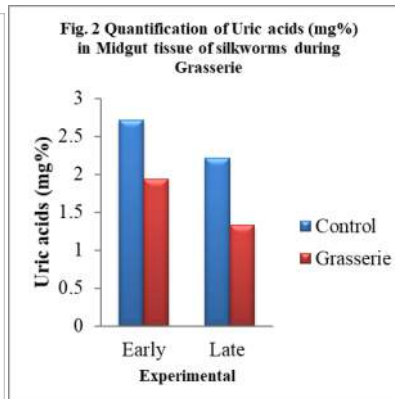 Fig. 2 Quantification of Uric acids (mg%)
in Midgut tissue of silkworms during
Grasserie
3
2.5
2
1.5
1
0.5
0
Uric acids (mg%)
Early
Late
Experimental
Control
Grasserie